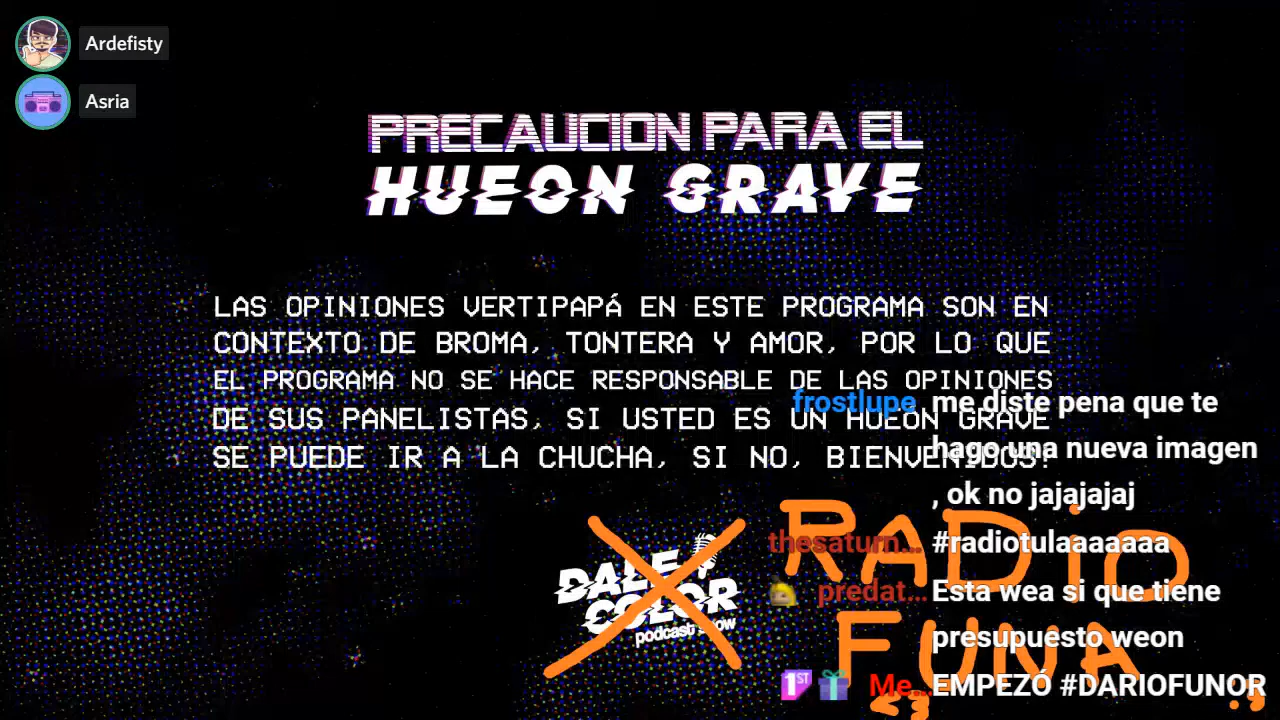 Ardefisty
Asria
PRECAUCION PARA EL
HUEON GRAVE
LAS OPINIONES VERTIPAPÁ EN ESTE PROGRAMA SON EN
CONTEXTO DE BROMA, TONTERA Y AMOR, POR LO QUE
EL PROGRAMA NO SE HACE RESPONSABLE DE LAS OPINIONES
DE SUS PANELISTAS, SI USTED ES UN HUEON GRAVE
SE PUEDE IR A LA CHUCHA, SI NO, BIENVENIDOS!
frostlupe me diste pena que te
hago una nueva imagen
, ok no jajajajaj
thesaturn... #radiotulaaaaaaa
predat... Esta wea si que tiene
presupuesto weon
1ST Me... EMPEZÓ #DARIOFUNOR
DALE
COLOR
podcast show
RADiO
FUNA
<3 :)